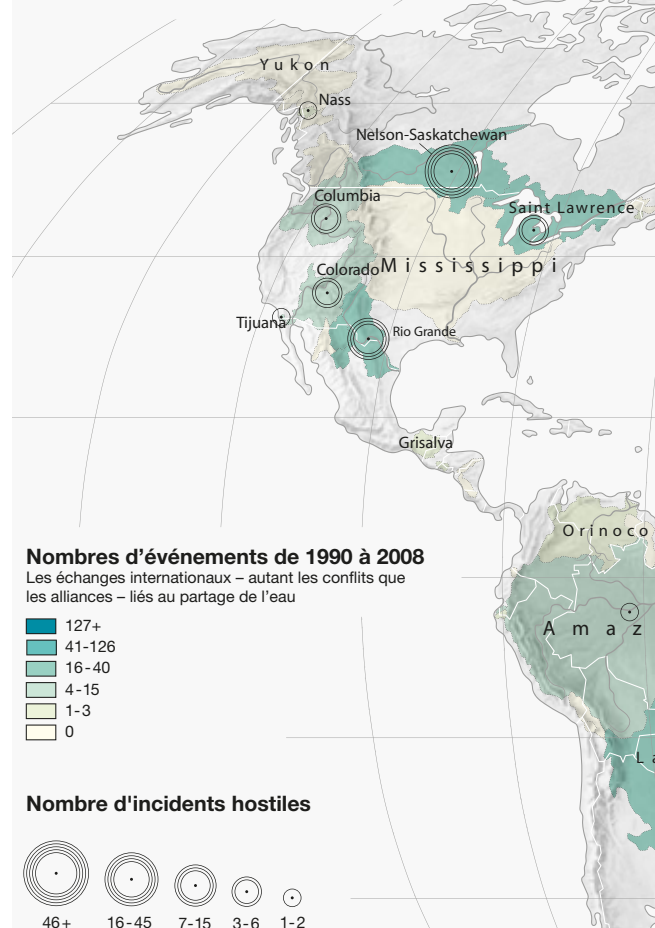 Yukon
Nass
Nelson-Saskatchewan
Columbia
Saint Lawrence
Colorado
Mississippi
Tijuana
Rio Grande
Grisalva
Orinoco
Amaz
La
Nombres d’événements de 1990 à 2008
Les échanges internationaux – autant les conflits que
les alliances – liés au partage de l’eau
127+
41-126
16-40
4-15
1-3
0
Nombre d'incidents hostiles
46+ 16-45 7-15 3-6 1-2